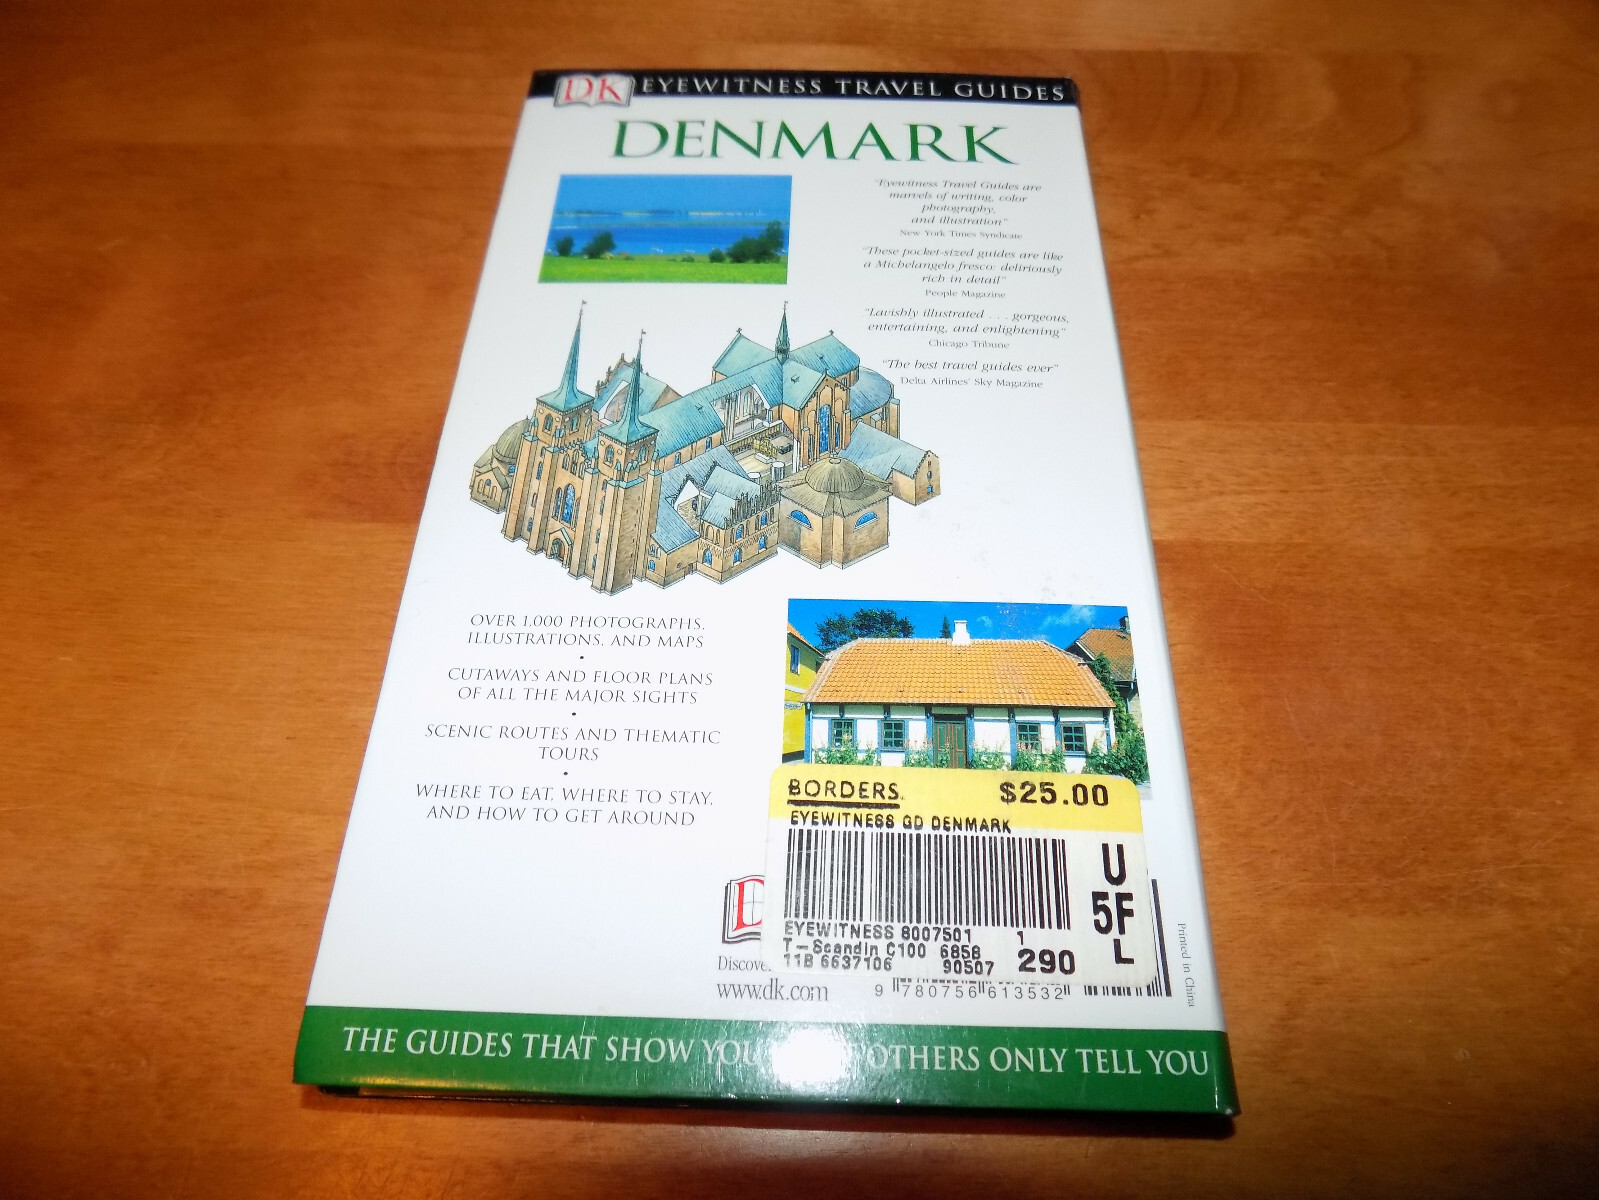 DK EYEWITNESS TRAVEL GUIDES
DENMARK
"Eyewitness Travel Guides are
marvels of writing, color
photography,
and illustration"
New York Times Syndicate
"These pocket-sized guides are like
a Michelangelo fresco: deliriously
rich in detail"
People Magazine
"Lavishly illustrated . . . gorgeous,
entertaining, and enlightening"
Chicago Tribune
"The best travel guides ever"
Delta Airlines' Sky Magazine
OVER 1,000 PHOTOGRAPHS,
ILLUSTRATIONS, AND MAPS
•
CUTAWAYS AND FLOOR PLANS
OF ALL THE MAJOR SIGHTS
•
SCENIC ROUTES AND THEMATIC
TOURS
•
WHERE TO EAT, WHERE TO STAY,
AND HOW TO GET AROUND
BORDERS. $25.00
EYEWITNESS GD DENMARK
U
5F
L
EYEWITNESS 8007501 1
T-Scandin C100 6858
11B 6637106 90507 290
www.dk.com
9 780756 613532
Printed in China
THE GUIDES THAT SHOW YOU OTHERS ONLY TELL YOU